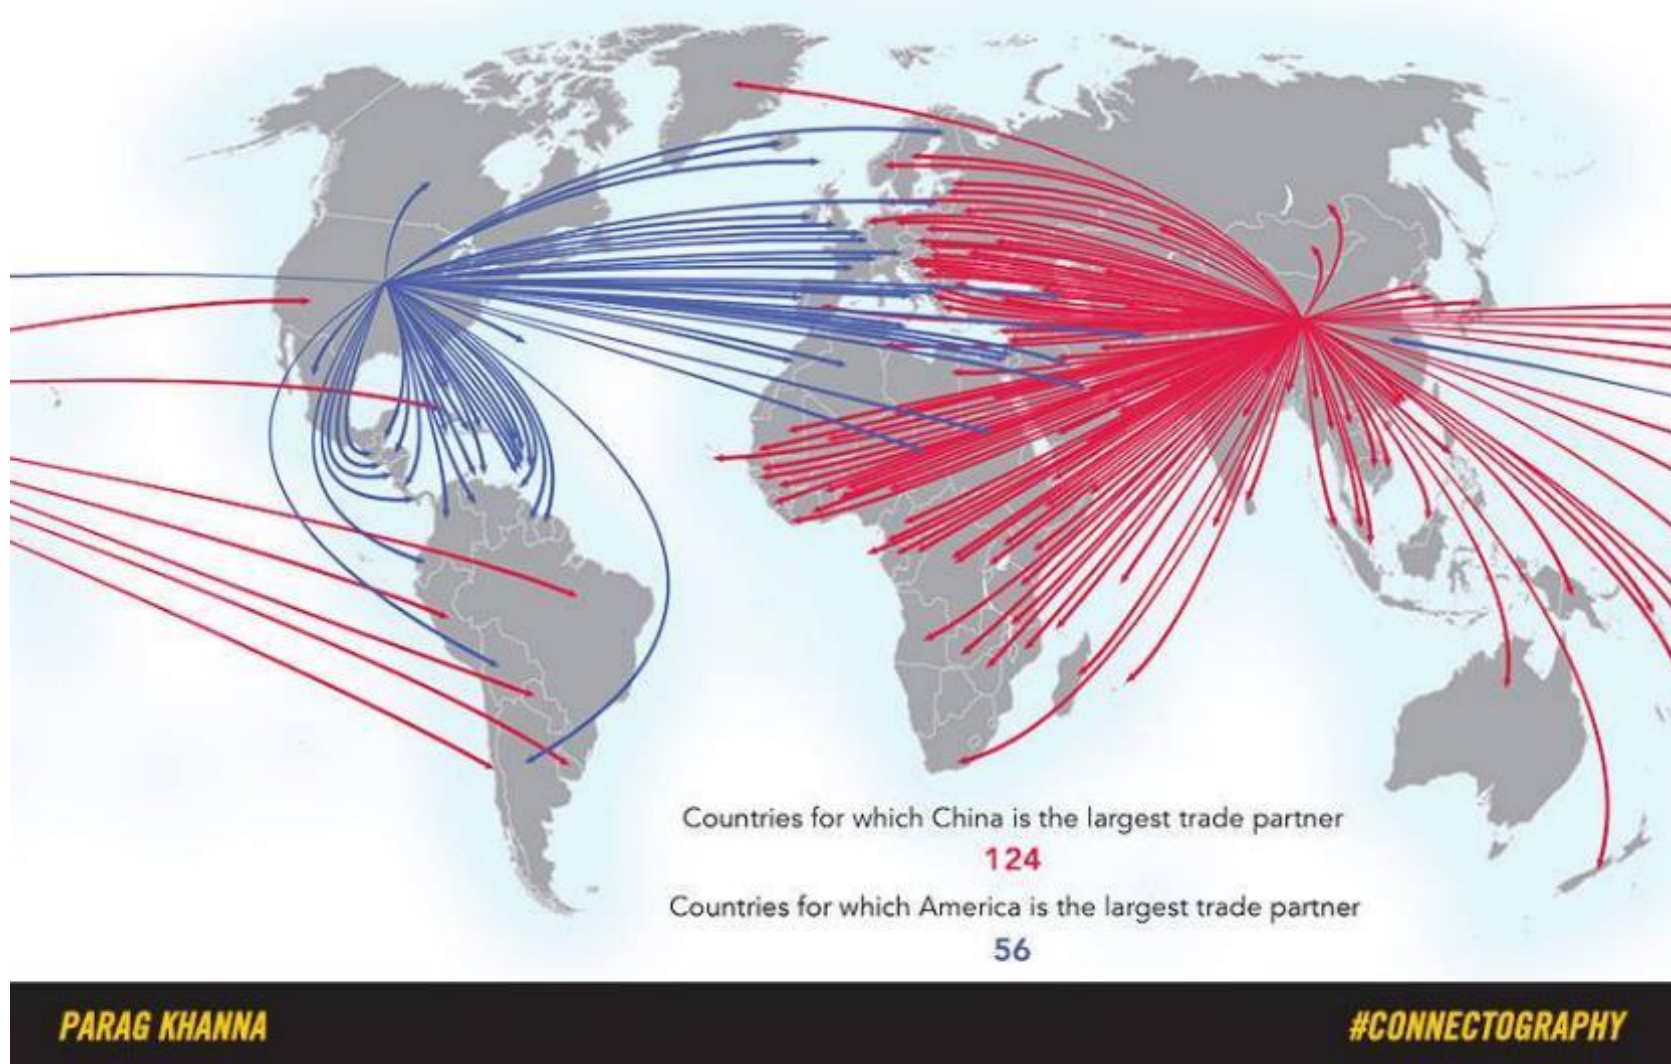 Countries for which China is the largest trade partner
124
Countries for which America is the largest trade partner
56
PARAG KHANNA
#CONNECTOGRAPHY